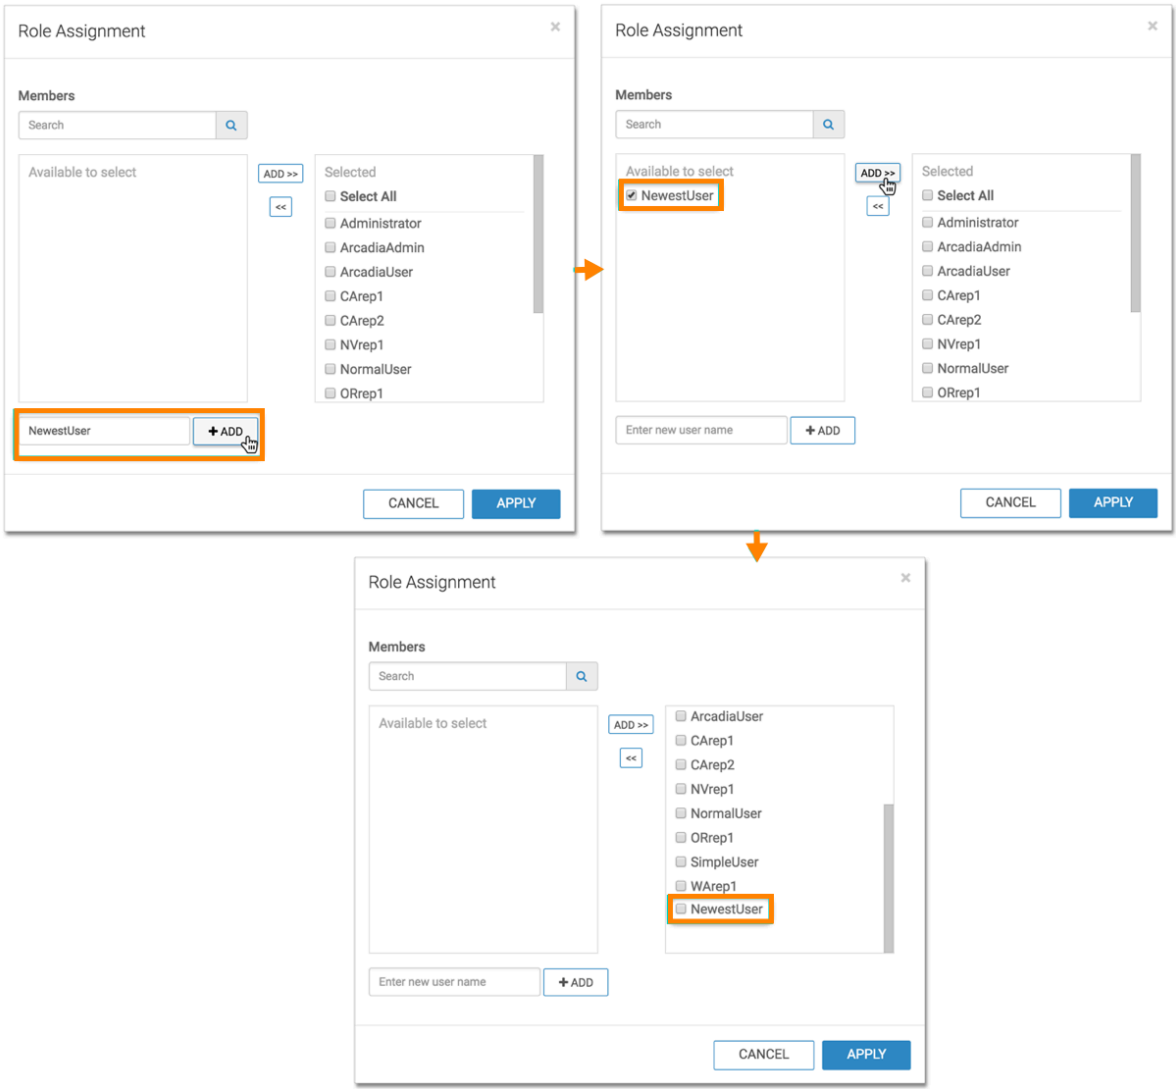 Role Assignment
×
Members
Search
Available to select
ADD >>
<<
Selected
Select All
Administrator
ArcadiaAdmin
ArcadiaUser
CArep1
CArep2
NVrep1
NormalUser
ORrep1
NewestUser
+ ADD
CANCEL
APPLY
Role Assignment
×
Members
Search
Available to select
NewestUser
ADD >>
<<
Selected
Select All
Administrator
ArcadiaAdmin
ArcadiaUser
CArep1
CArep2
NVrep1
NormalUser
ORrep1
Enter new user name
+ ADD
CANCEL
APPLY
Role Assignment
×
Members
Search
Available to select
ADD >>
<<
ArcadiaUser
CArep1
CArep2
NVrep1
NormalUser
ORrep1
SimpleUser
WArep1
NewestUser
Enter new user name
+ ADD
CANCEL
APPLY